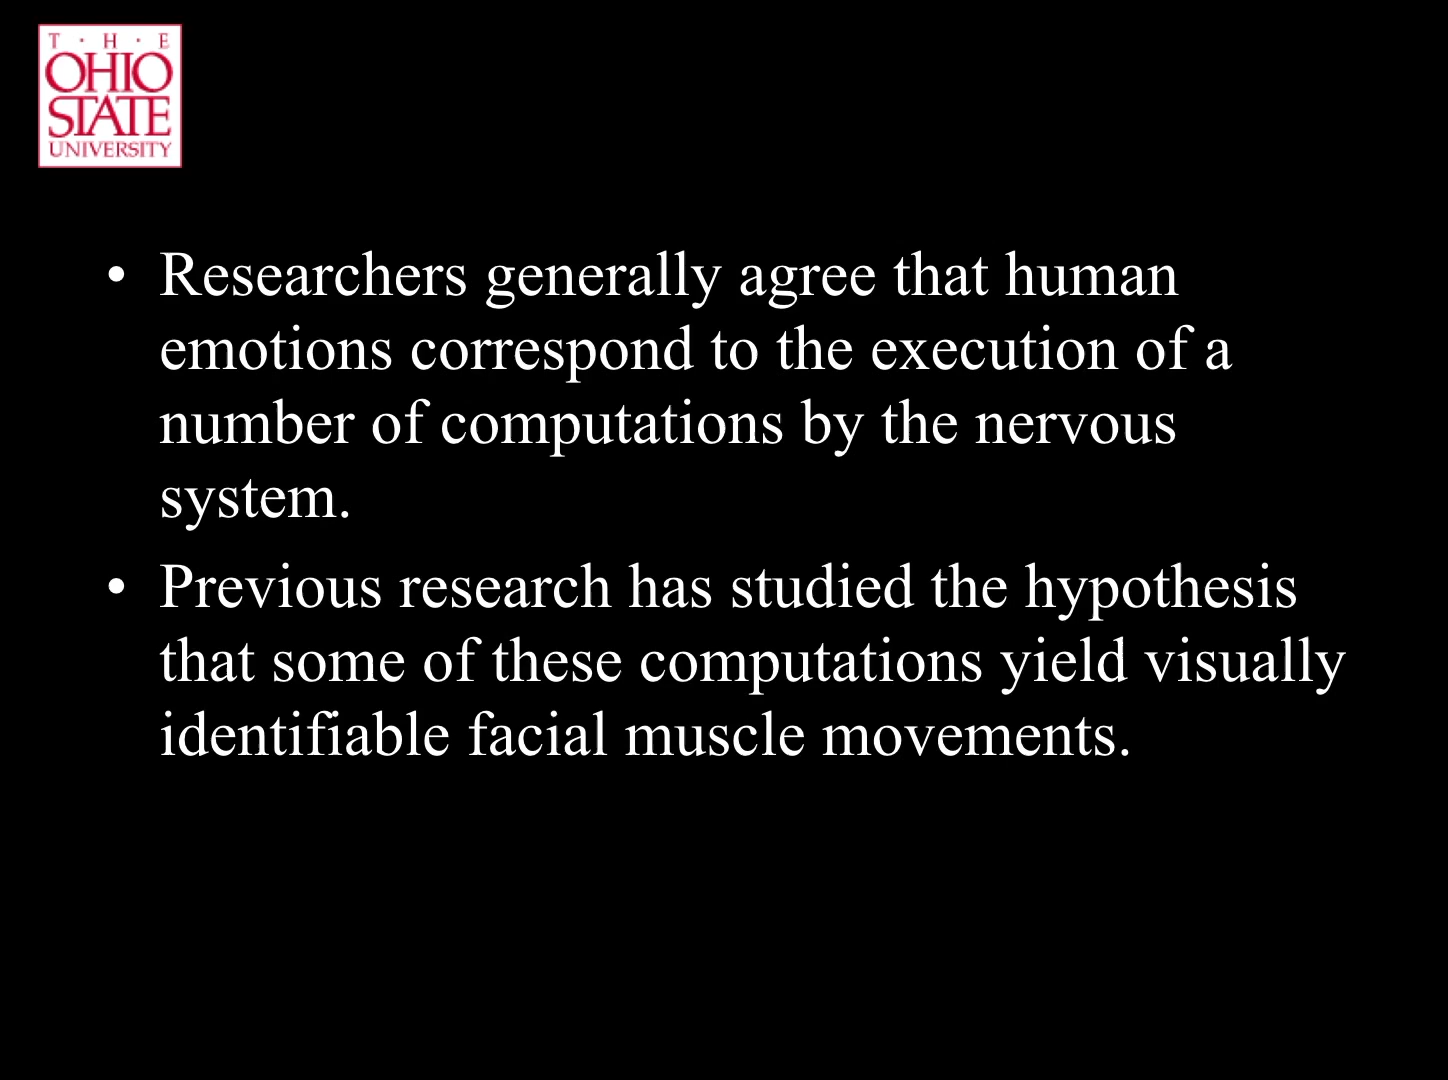 T · H · E
OHIO
STATE
UNIVERSITY
• Researchers generally agree that human
emotions correspond to the execution of a
number of computations by the nervous
system.
• Previous research has studied the hypothesis
that some of these computations yield visually
identifiable facial muscle movements.